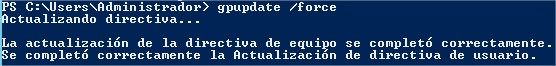 PS C:\Users\Administrador> gpupdate /force
Actualizando directiva...
La actualización de la directiva de equipo se completó correctamente.
Se completó correctamente la Actualización de directiva de usuario.